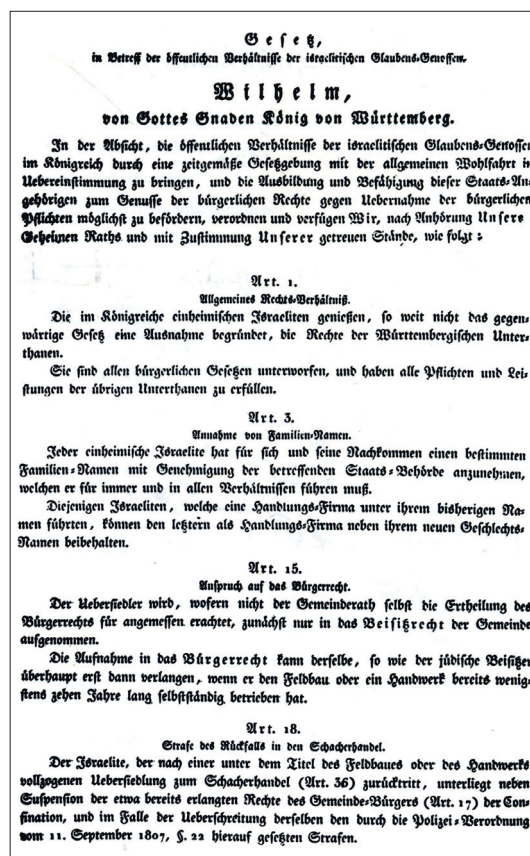 Gesetz,
in Betreff der öffentlichen Verhältnisse der israelitischen Glaubens-Genossen.
Wilhelm,
von Gottes Gnaden König von Württemberg.
In der Absicht, die öffentlichen Verhältnisse der israelitischen Glaubens-Genossen
im Königreich durch eine zeitgemäße Gesetzgebung mit der allgemeinen Wohlfahrt in
Uebereinstimmung zu bringen, und die Ausbildung und Befähigung dieser Staats-An
gehörigen zum Genusse der bürgerlichen Rechte gegen Uebernahme der bürgerlichen
Pflichten möglichst zu befördern, verordnen und verfügen Wir, nach Anhörung Unsere
Geheimen Raths und mit Zustimmung Unserer getreuen Stände, wie folgt:
Art. 1.
Allgemeines Rechts-Verhältniß.
Die im Königreiche einheimischen Israeliten genießen, so weit nicht das gegen-
wärtige Gesetz eine Ausnahme begründet, die Rechte der Württembergischen Unter-
thanen.
Sie sind allen bürgerlichen Gesetzen unterworfen, und haben alle Pflichten und Lei-
stungen der übrigen Unterthanen zu erfüllen.
Art. 3.
Annahme von Familien-Namen.
Jeder einheimische Israelite hat für sich und seine Nachkommen einen bestimmten
Familien-Namen mit Genehmigung der betreffenden Staats-Behörde anzunehmen,
welchen er für immer und in allen Verhältnissen führen muß.
Diejenigen Israeliten, welche eine Handlungs-Firma unter ihrem bisherigen Na-
men führten, können den letztern als Handlungs-Firma neben ihrem neuen Geschlechts-
Namen beibehalten.
Art. 15.
Anspruch auf das Bürgerrecht.
Der Uebersiedler wird, wofern nicht der Gemeinderath selbst die Ertheilung des
Bürgerrechts für angemessen erachtet, zunächst nur in das Beisitzrecht der Gemeinde
aufgenommen.
Die Aufnahme in das Bürgerrecht kann derselbe, so wie der jüdische Beisitzer
überhaupt erst dann verlangen, wenn er den Feldbau oder ein Handwerk bereits wenig-
stens zehen Jahre lang selbstständig betrieben hat.
Art. 18.
Strafe des Rückfalls in den Schacherhandel.
Der Israelite, der nach einer unter dem Titel des Feldbaues oder des Handwerks
vollzogenen Uebersiedlung zum Schacherhandel (Art. 36) zurücktritt, unterliegt neben
Suspension der etwa bereits erlangten Rechte des Gemeinde-Bürgers (Art. 17) der Con-
fination, und im Falle der Ueberschreitung derselben den durch die Polizei-Verordnung
vom 11. September 1807, §. 22 hierauf gesetzten Strafen.